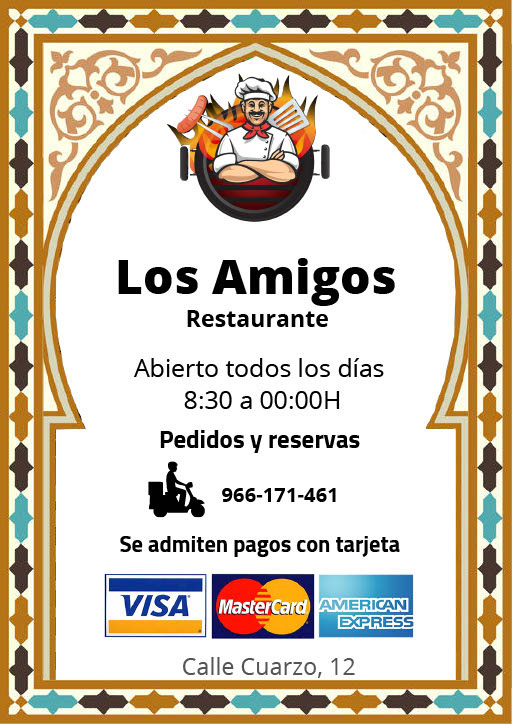 Los Amigos
Restaurante
Abierto todos los días
8:30 a 00:00H
Pedidos y reservas
966-171-461
Se admiten pagos con tarjeta
VISA
MasterCard
AMERICAN
EXPRESS
Calle Cuarzo, 12